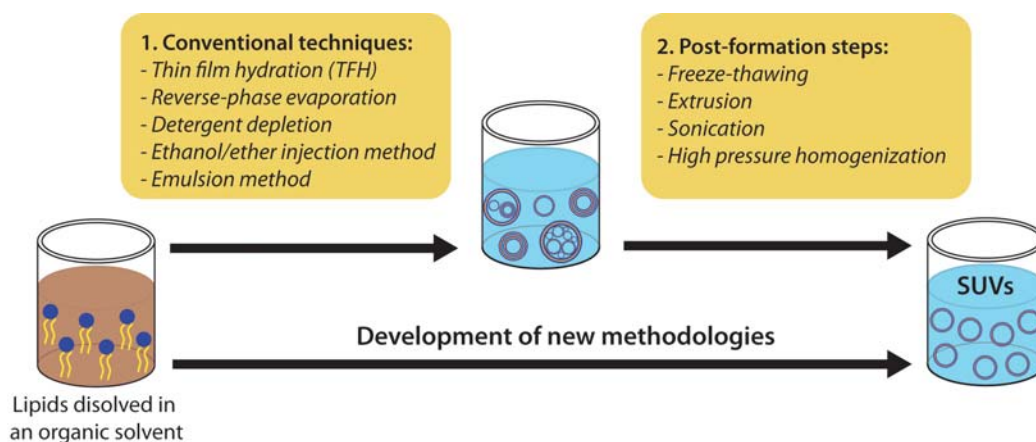 1. Conventional techniques:
- Thin film hydration (TFH)
- Reverse-phase evaporation
- Detergent depletion
- Ethanol/ether injection method
- Emulsion method
2. Post-formation steps:
- Freeze-thawing
- Extrusion
- Sonication
- High pressure homogenization
SUVs
Development of new methodologies
Lipids disolved in
an organic solvent